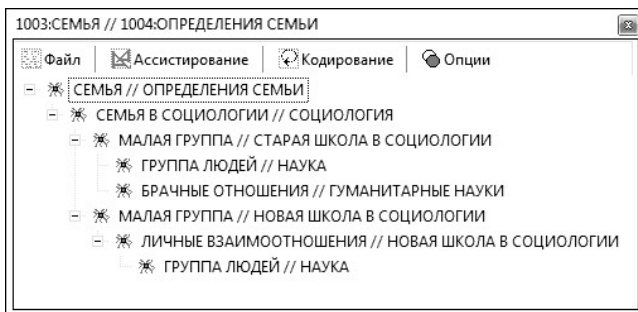 1003:СЕМЬЯ // 1004:ОПРЕДЕЛЕНИЯ СЕМЬИ
Файл Ассистирование Кодирование Опции
СЕМЬЯ // ОПРЕДЕЛЕНИЯ СЕМЬИ
СЕМЬЯ В СОЦИОЛОГИИ // СОЦИОЛОГИЯ
МАЛАЯ ГРУППА // СТАРАЯ ШКОЛА В СОЦИОЛОГИИ
ГРУППА ЛЮДЕЙ // НАУКА
БРАЧНЫЕ ОТНОШЕНИЯ // ГУМАНИТАРНЫЕ НАУКИ
МАЛАЯ ГРУППА // НОВАЯ ШКОЛА В СОЦИОЛОГИИ
ЛИЧНЫЕ ВЗАИМООТНОШЕНИЯ // НОВАЯ ШКОЛА В СОЦИОЛОГИИ
ГРУППА ЛЮДЕЙ // НАУКА